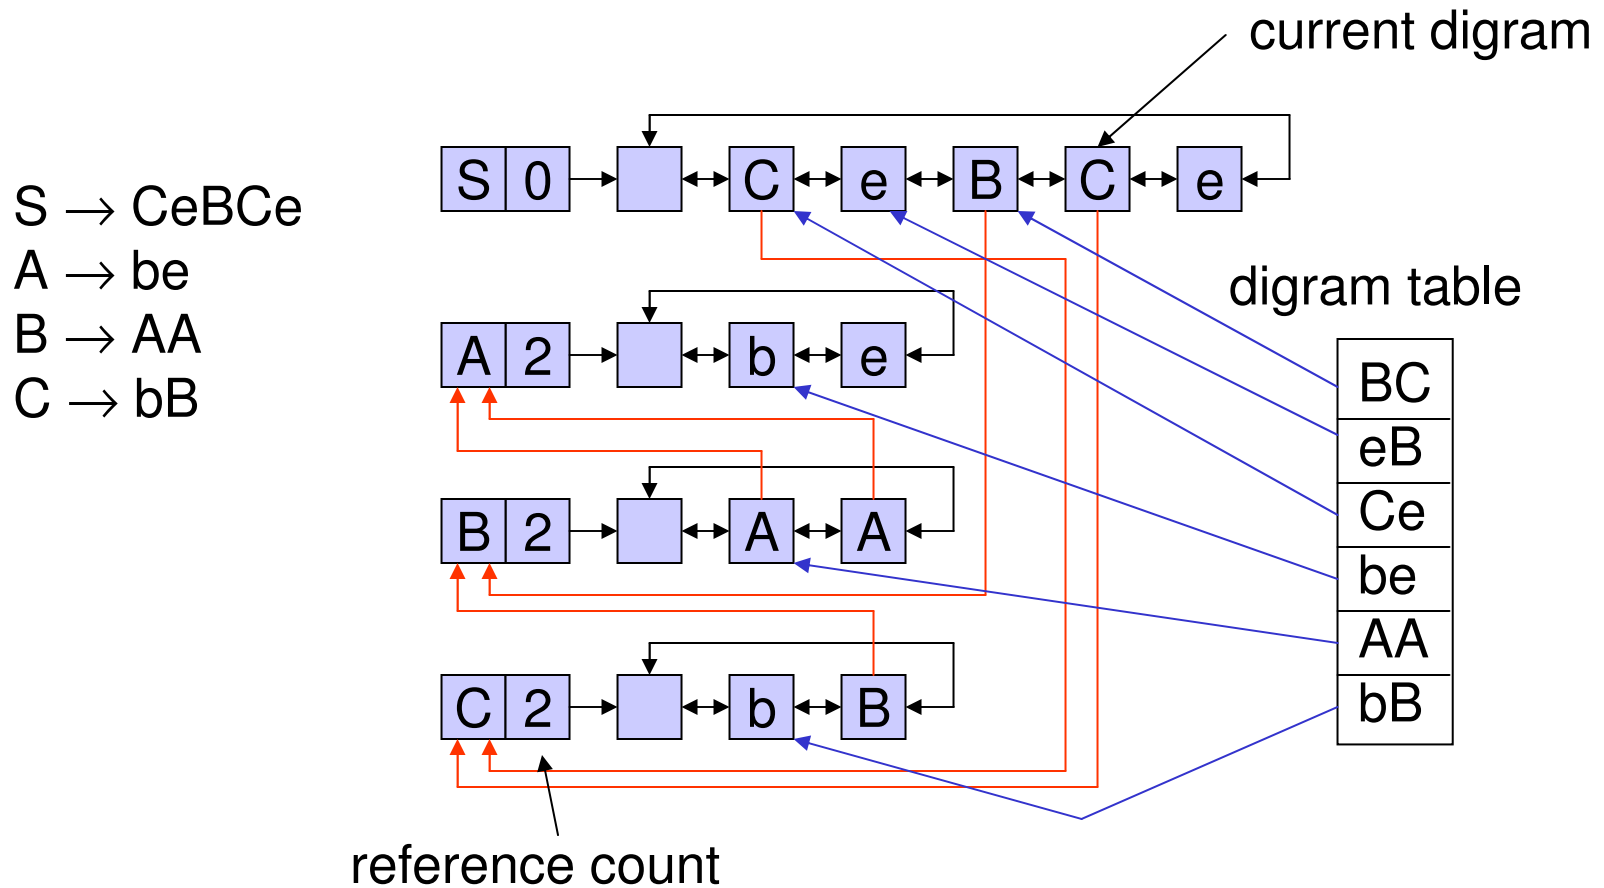 current digram
S 0 C e B C e
S → CeBCe
A → be
B → AA
C → bB
digram table
A 2 b e
BC
eB
Ce
be
AA
bB
B 2 A A
C 2 b B
reference count